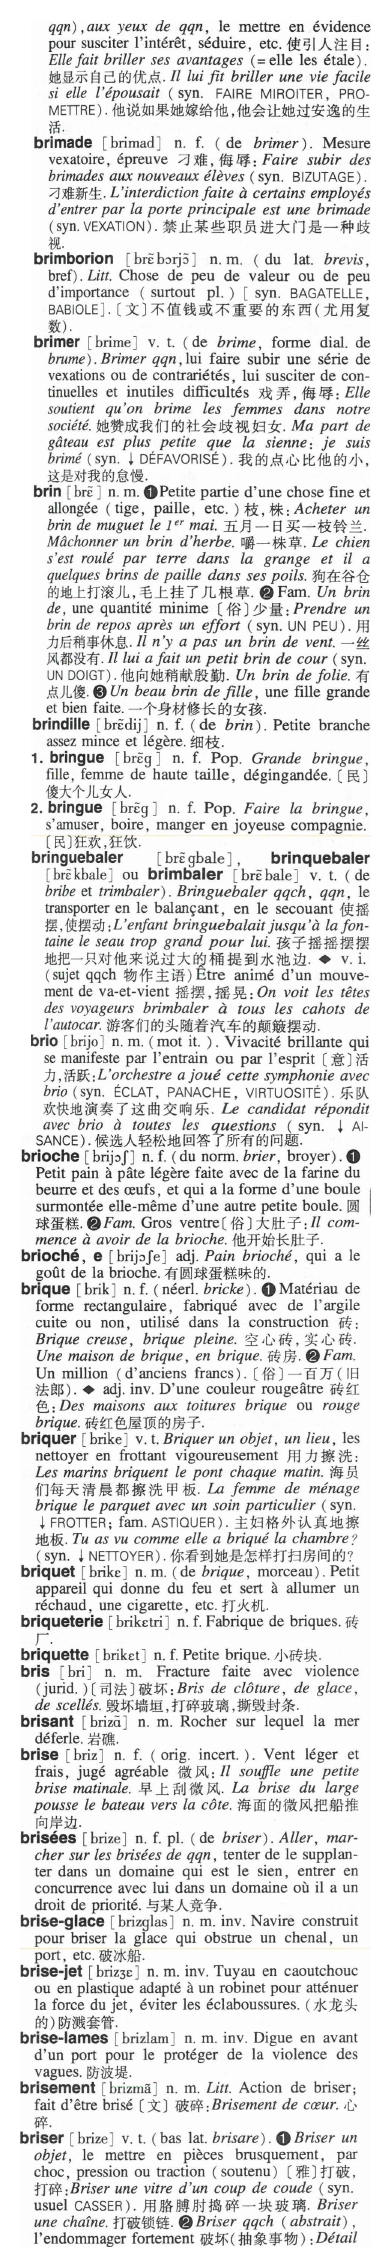 qqn), aux yeux de qqn, le mettre en évidence
pour susciter l'intérêt, séduire, etc. 使引人注目:
Elle fait briller ses avantages (= elle les étale).
她显示自己的优点. Il lui fit briller une vie facile
si elle l'épousait (syn. FAIRE MIROITER, PRO-
METTRE). 他说如果她嫁给他,他会让她过安逸的生
活.
brimade [brimad] n. f. (de brimer). Mesure
vexatoire, épreuve 刁难,侮辱: Faire subir des
brimades aux nouveaux élèves (syn. BIZUTAGE).
刁难新生. L'interdiction faite à certains employés
d'entrer par la porte principale est une brimade
(syn. VEXATION). 禁止某些职员进大门是一种歧
视.
brimborion [brɛ̃bɔrjɔ̃] n. m. (du lat. brevis,
bref). Litt. Chose de peu de valeur ou de peu
d'importance (surtout pl.) [syn. BAGATELLE,
BABIOLE]. 〔文〕不值钱或不重要的东西(尤用复
数).
brimer [brime] v. t. (de brime, forme dial. de
brume). Brimer qqn, lui faire subir une série de
vexations ou de contrariétés, lui susciter de con-
tinuelles et inutiles difficultés 戏弄,侮辱: Elle
soutient qu'on brime les femmes dans notre
société. 她赞成我们的社会歧视妇女. Ma part de
gâteau est plus petite que la sienne: je suis
brimé (syn. ↓ DÉFAVORISÉ). 我的点心比他的小,
这是对我的怠慢.
brin [brɛ̃] n. m. ❶ Petite partie d'une chose fine et
allongée (tige, paille, etc.) 枝,株: Acheter un
brin de muguet le 1er mai. 五月一日买一枝铃兰.
Mâchonner un brin d'herbe. 嚼一株草. Le chien
s'est roulé par terre dans la grange et il a
quelques brins de paille dans ses poils. 狗在谷仓
的地上打滚儿,毛上挂了几根草. ❷ Fam. Un brin
de, une quantité minime 〔俗〕少量: Prendre un
brin de repos après un effort (syn. UN PEU). 用
力后稍事休息. Il n'y a pas un brin de vent. 一丝
风都没有. Il lui a fait un petit brin de cour (syn.
UN DOIGT). 他向她稍献殷勤. Un brin de folie. 有
点儿傻. ❸ Un beau brin de fille, une fille grande
et bien faite. 一个身材修长的女孩.
brindille [brɛ̃dij] n. f. (de brin). Petite branche
assez mince et légère. 细枝.
1. bringue [brɛ̃g] n. f. Pop. Grande bringue,
fille, femme de haute taille, dégingandée. 〔民〕
傻大个儿女人.
2. bringue [brɛ̃g] n. f. Pop. Faire la bringue,
s'amuser, boire, manger en joyeuse compagnie.
〔民〕狂欢,狂饮.
bringuebaler [brɛ̃gbale], brinquebaler
[brɛ̃kbale] ou brimbaler [brɛ̃bale] v. t. (de
bribe et trimbaler). Bringuebaler qqch, qqn, le
transporter en le balançant, en le secouant 使摇
摆,使摆动: L'enfant bringuebalait jusqu'à la fon-
taine le seau trop grand pour lui. 孩子摇摇摆摆
地把一只对他来说过大的桶提到水池边. ◆ v. i.
(sujet qqch 物作主语) Être animé d'un mouve-
ment de va-et-vient 摇摆,摇晃: On voit les têtes
des voyageurs brimbaler à tous les cahots de
l'autocar. 游客们的头随着汽车的颠簸摆动.
brio [brijo] n. m. (mot it.). Vivacité brillante qui
se manifeste par l'entrain ou par l'esprit 〔意〕活
力,活跃: L'orchestre a joué cette symphonie avec
brio (syn. ÉCLAT, PANACHE, VIRTUOSITÉ). 乐队
欢快地演奏了这曲交响乐. Le candidat répondit
avec brio à toutes les questions (syn. ↓ AI-
SANCE). 候选人轻松地回答了所有的问题.
brioche [brijɔʃ] n. f. (du norm. brier, broyer). ❶
Petit pain à pâte légère faite avec de la farine du
beurre et des œufs, et qui a la forme d'une boule
surmontée elle-même d'une autre petite boule. 圆
球蛋糕. ❷ Fam. Gros ventre〔俗〕大肚子: Il com-
mence à avoir de la brioche. 他开始长肚子.
brioché, e [brijɔʃe] adj. Pain brioché, qui a le
goût de la brioche. 有圆球蛋糕味的.
brique [brik] n. f. (néerl. bricke). ❶ Matériau de
forme rectangulaire, fabriqué avec de l'argile
cuite ou non, utilisé dans la construction 砖:
Brique creuse, brique pleine. 空心砖,实心砖.
Une maison de brique, en brique. 砖房. ❷ Fam.
Un million (d'anciens francs). 〔俗〕一百万(旧
法郎). ◆ adj. inv. D'une couleur rougeâtre 砖红
色: Des maisons aux toitures brique ou rouge
brique. 砖红色屋顶的房子.
briquer [brike] v. t. Briquer un objet, un lieu, les
nettoyer en frottant vigoureusement 用力擦洗:
Les marins briquent le pont chaque matin. 海员
们每天清晨都擦洗甲板. La femme de ménage
brique le parquet avec un soin particulier (syn.
↓ FROTTER; fam. ASTIQUER). 主妇格外认真地擦
地板. Tu as vu comme elle a briqué la chambre?
(syn. ↓ NETTOYER). 你看到她是怎样打扫房间的?
briquet [brike] n. m. (de brique, morceau). Petit
appareil qui donne du feu et sert à allumer un
réchaud, une cigarette, etc. 打火机.
briqueterie [briketri] n. f. Fabrique de briques. 砖
厂.
briquette [briket] n. f. Petite brique. 小砖块.
bris [bri] n. m. Fracture faite avec violence
(jurid.)〔司法〕破坏: Bris de clôture, de glace,
de scellés. 毁坏墙垣,打碎玻璃,撕毁封条.
brisant [brizɑ̃] n. m. Rocher sur lequel la mer
déferle. 岩礁.
brise [briz] n. f. (orig. incert.). Vent léger et
frais, jugé agréable 微风: Il souffle une petite
brise matinale. 早上刮微风. La brise du large
pousse le bateau vers la côte. 海面的微风把船推
向岸边.
brisées [brize] n. f. pl. (de briser). Aller, mar-
cher sur les brisées de qqn, tenter de le supplan-
ter dans un domaine qui est le sien, entrer en
concurrence avec lui dans un domaine où il a un
droit de priorité. 与某人竞争.
brise-glace [brizglas] n. m. inv. Navire construit
pour briser la glace qui obstrue un chenal, un
port, etc. 破冰船.
brise-jet [brizʒɛ] n. m. inv. Tuyau en caoutchouc
ou en plastique adapté à un robinet pour atténuer
la force du jet, éviter les éclaboussures. (水龙头
的)防溅套管.
brise-lames [brizlam] n. m. inv. Digue en avant
d'un port pour le protéger de la violence des
vagues. 防波堤.
brisement [brizmɑ̃] n. m. Litt. Action de briser;
fait d'être brisé〔文〕破碎: Brisement de cœur. 心
碎.
briser [brize] v. t. (bas lat. brisare). ❶ Briser un
objet, le mettre en pièces brusquement, par
choc, pression ou traction (soutenu)〔雅〕打破,
打碎: Briser une vitre d'un coup de coude (syn.
usuel CASSER). 用胳膊肘捣碎一块玻璃. Briser
une chaîne. 打破锁链. ❷ Briser qqch (abstrait),
l'endommager fortement 破坏(抽象事物): Détail